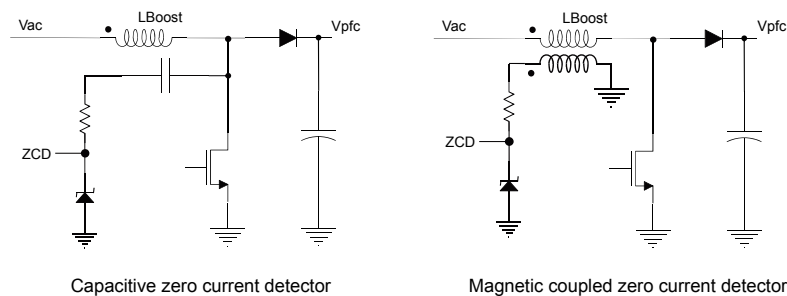 LBoost
Vac
Vpfc
ZCD
Capacitive zero current detector
LBoost
Vac
Vpfc
ZCD
Magnetic coupled zero current detector